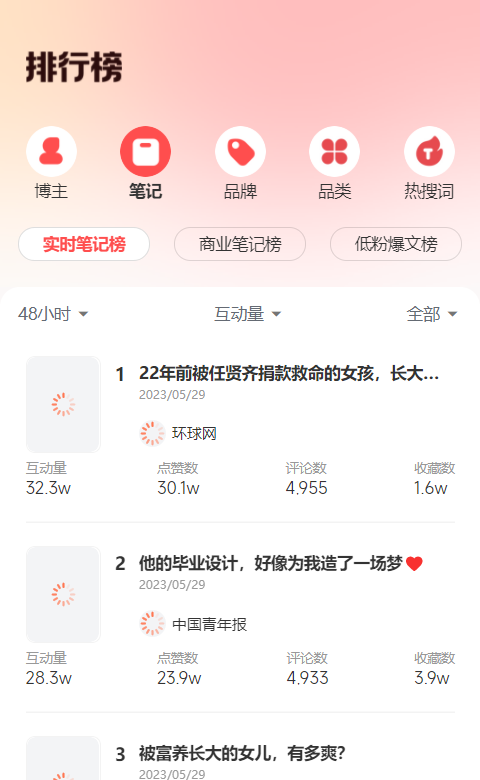 排行榜
博主 笔记 品牌 品类 热搜词
实时笔记榜 商业笔记榜 低粉爆文榜
48小时 互动量 全部
1 22年前被任贤齐捐款救命的女孩，长大...
2023/05/29
环球网
互动量 点赞数 评论数 收藏数
32.3w 30.1w 4,955 1.6w
2 他的毕业设计，好像为我造了一场梦❤️
2023/05/29
中国青年报
互动量 点赞数 评论数 收藏数
28.3w 23.9w 4,933 3.9w
3 被富养长大的女儿，有多爽？
2023/05/29